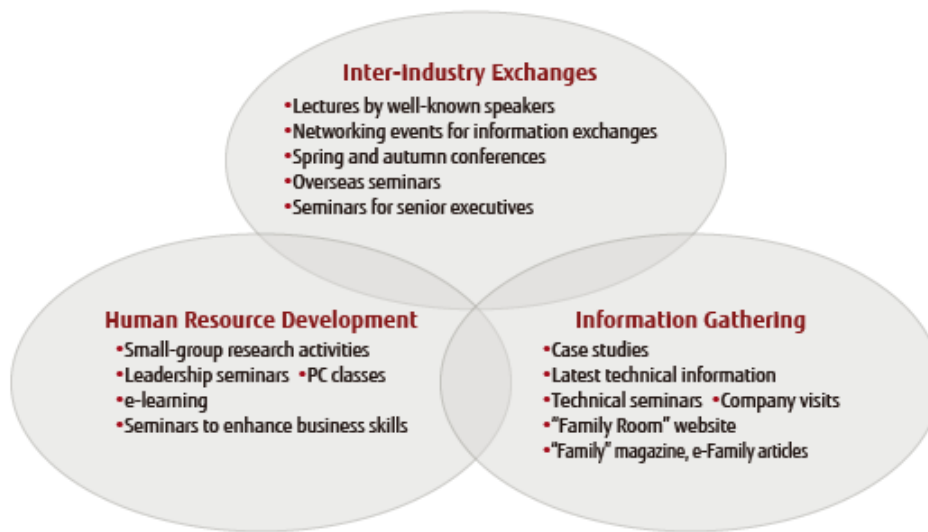 Inter-Industry Exchanges
•Lectures by well-known speakers
•Networking events for information exchanges
•Spring and autumn conferences
•Overseas seminars
•Seminars for senior executives
Human Resource Development
•Small-group research activities
•Leadership seminars •PC classes
•e-learning
•Seminars to enhance business skills
Information Gathering
•Case studies
•Latest technical information
•Technical seminars •Company visits
•“Family Room” website
•“Family” magazine, e-Family articles